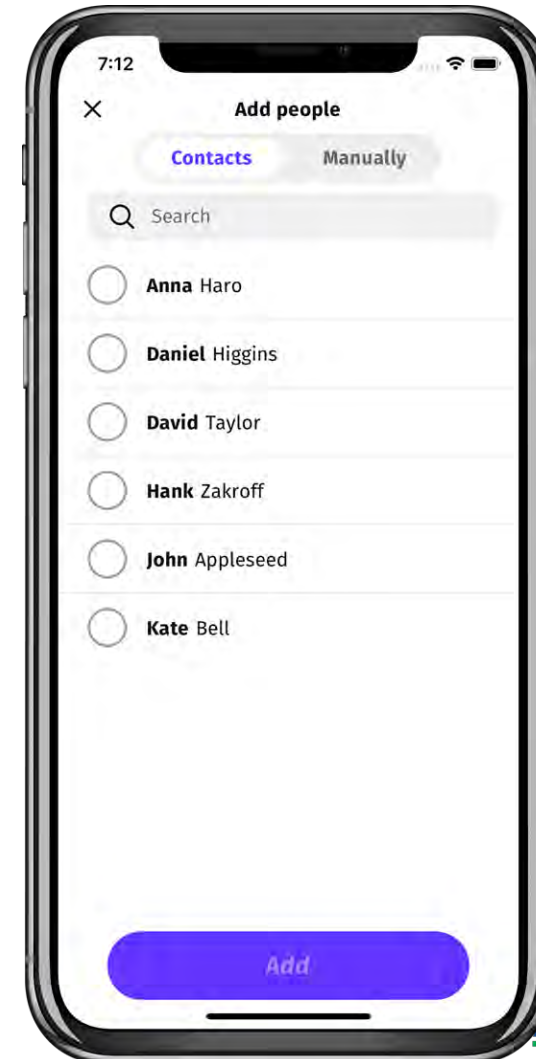 7:12
Add people
Contacts Manually
Search
Anna Haro
Daniel Higgins
David Taylor
Hank Zakroff
John Appleseed
Kate Bell
Add